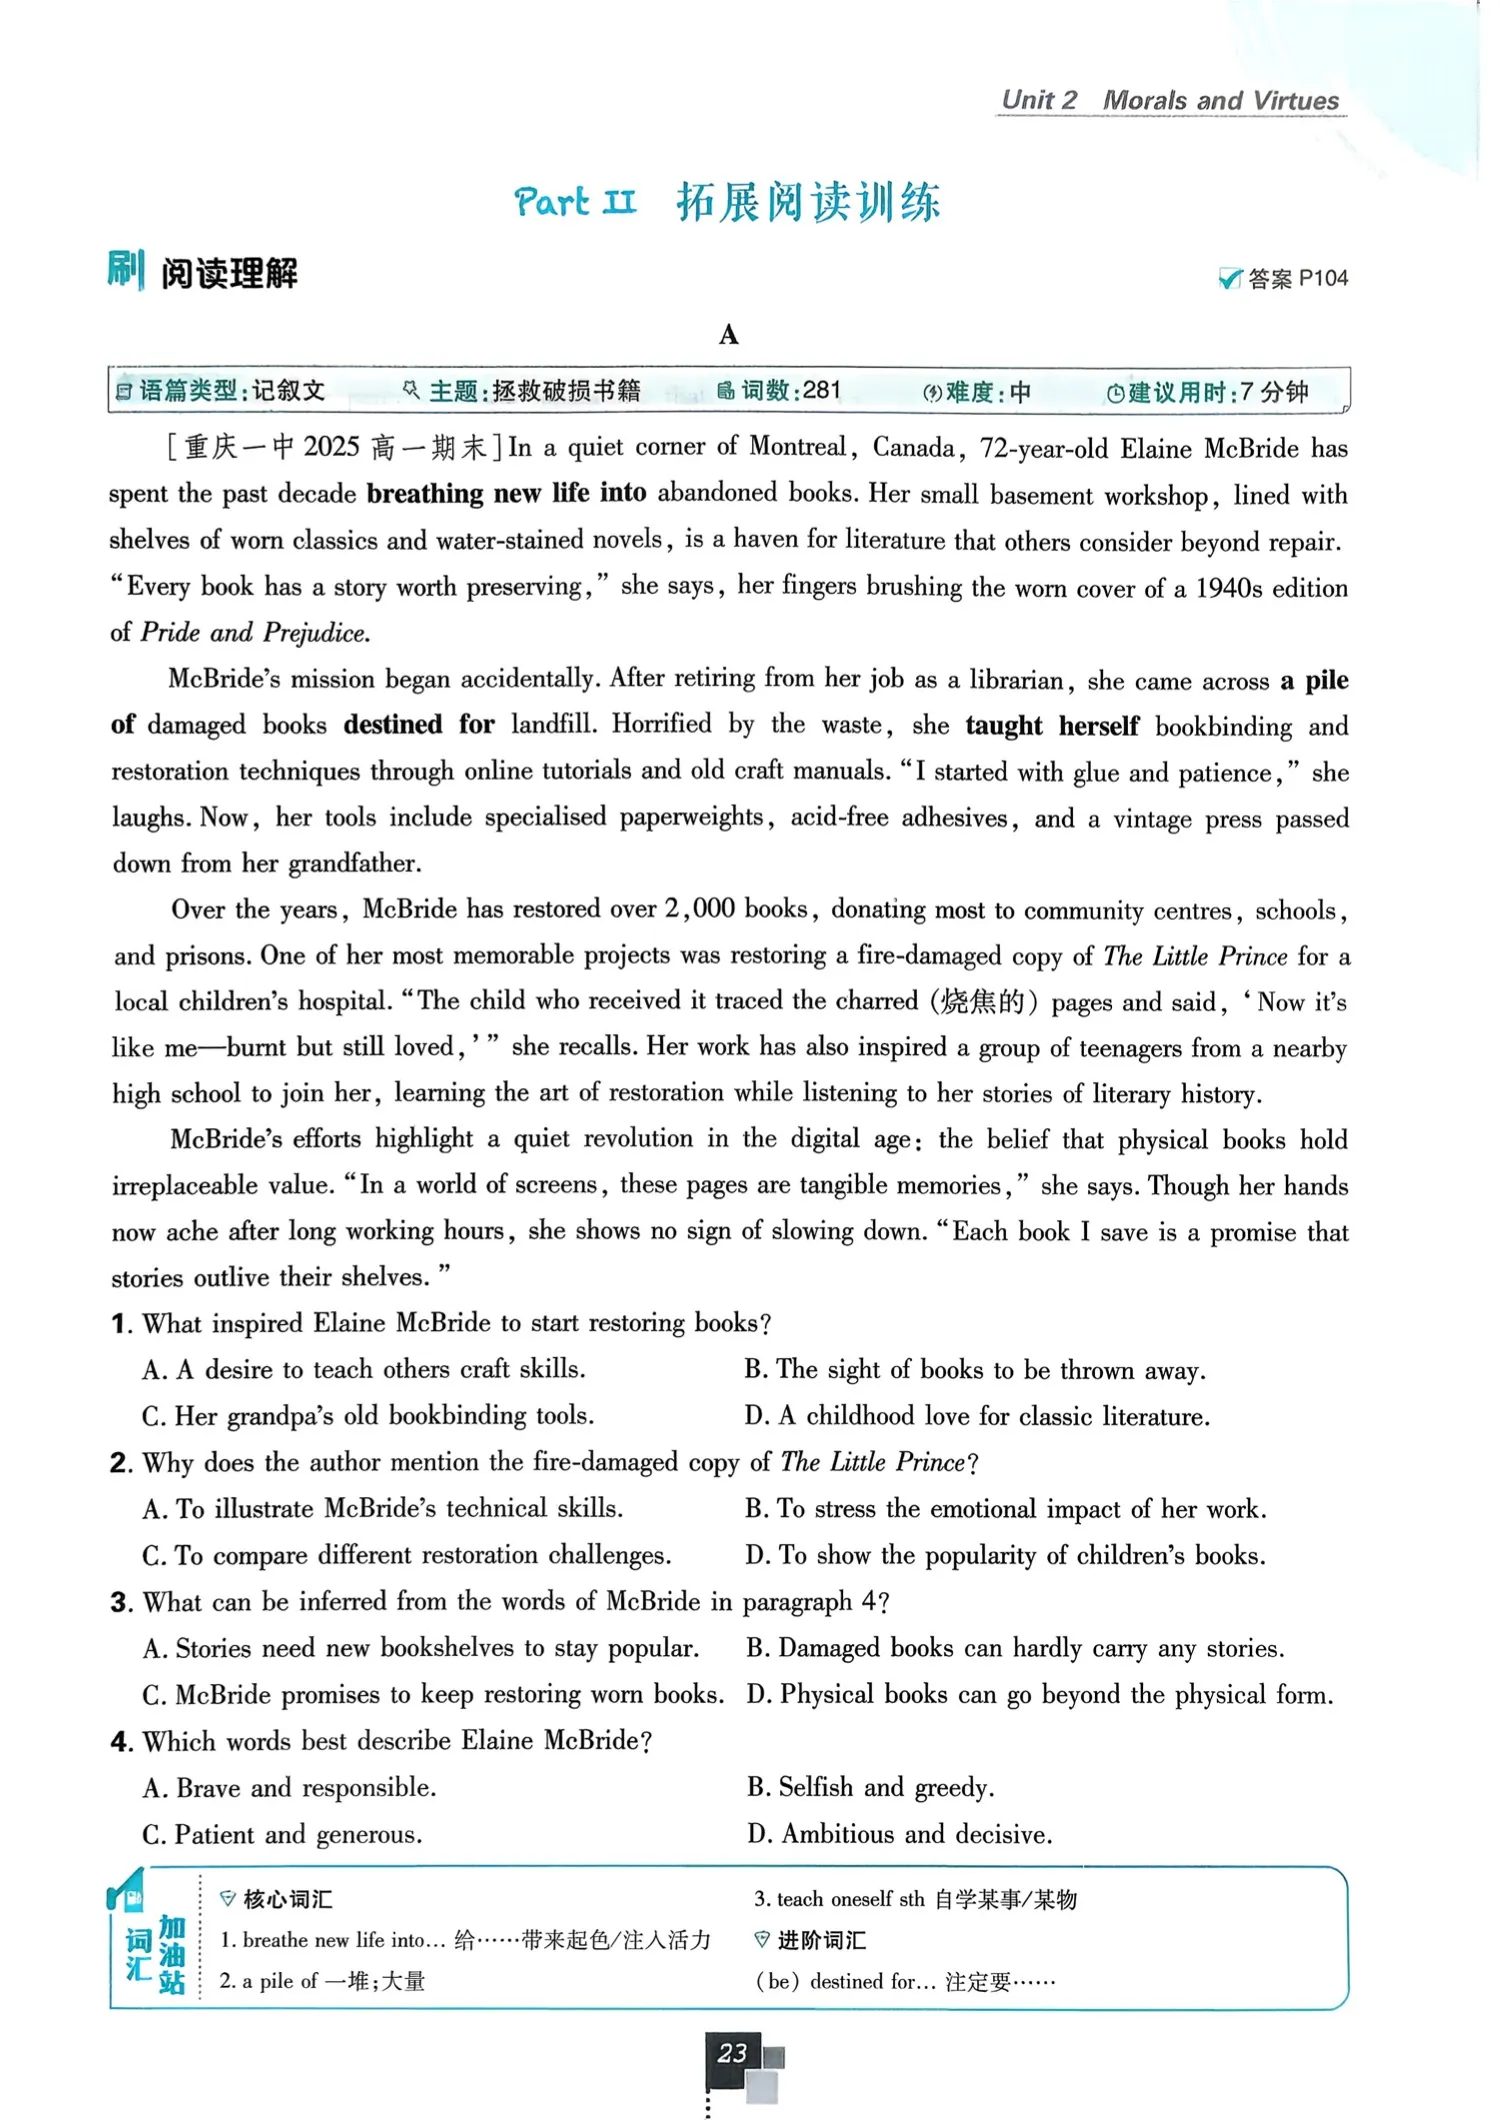 Unit 2 Morals and Virtues
Part II 拓展阅读训练
刷 阅读理解
答案 P104
A
语篇类型:记叙文 主题:拯救破损书籍 词数:281 难度:中 建议用时:7 分钟
[重庆一中 2025 高一期末]In a quiet corner of Montreal, Canada, 72-year-old Elaine McBride has
spent the past decade breathing new life into abandoned books. Her small basement workshop, lined with
shelves of worn classics and water-stained novels, is a haven for literature that others consider beyond repair.
“Every book has a story worth preserving,” she says, her fingers brushing the worn cover of a 1940s edition
of Pride and Prejudice.
McBride’s mission began accidentally. After retiring from her job as a librarian, she came across a pile
of damaged books destined for landfill. Horrified by the waste, she taught herself bookbinding and
restoration techniques through online tutorials and old craft manuals. “I started with glue and patience,” she
laughs. Now, her tools include specialised paperweights, acid-free adhesives, and a vintage press passed
down from her grandfather.
Over the years, McBride has restored over 2,000 books, donating most to community centres, schools,
and prisons. One of her most memorable projects was restoring a fire-damaged copy of The Little Prince for a
local children’s hospital. “The child who received it traced the charred (烧焦的) pages and said, ‘Now it’s
like me—burnt but still loved,’” she recalls. Her work has also inspired a group of teenagers from a nearby
high school to join her, learning the art of restoration while listening to her stories of literary history.
McBride’s efforts highlight a quiet revolution in the digital age: the belief that physical books hold
irreplaceable value. “In a world of screens, these pages are tangible memories,” she says. Though her hands
now ache after long working hours, she shows no sign of slowing down. “Each book I save is a promise that
stories outlive their shelves.”
1. What inspired Elaine McBride to start restoring books?
A. A desire to teach others craft skills. B. The sight of books to be thrown away.
C. Her grandpa’s old bookbinding tools. D. A childhood love for classic literature.
2. Why does the author mention the fire-damaged copy of The Little Prince?
A. To illustrate McBride’s technical skills. B. To stress the emotional impact of her work.
C. To compare different restoration challenges. D. To show the popularity of children’s books.
3. What can be inferred from the words of McBride in paragraph 4?
A. Stories need new bookshelves to stay popular. B. Damaged books can hardly carry any stories.
C. McBride promises to keep restoring worn books. D. Physical books can go beyond the physical form.
4. Which words best describe Elaine McBride?
A. Brave and responsible. B. Selfish and greedy.
C. Patient and generous. D. Ambitious and decisive.
词汇加油站
核心词汇
1. breathe new life into… 给……带来起色/注入活力
2. a pile of 一堆;大量
3. teach oneself sth 自学某事/某物
进阶词汇
(be) destined for… 注定要……
23